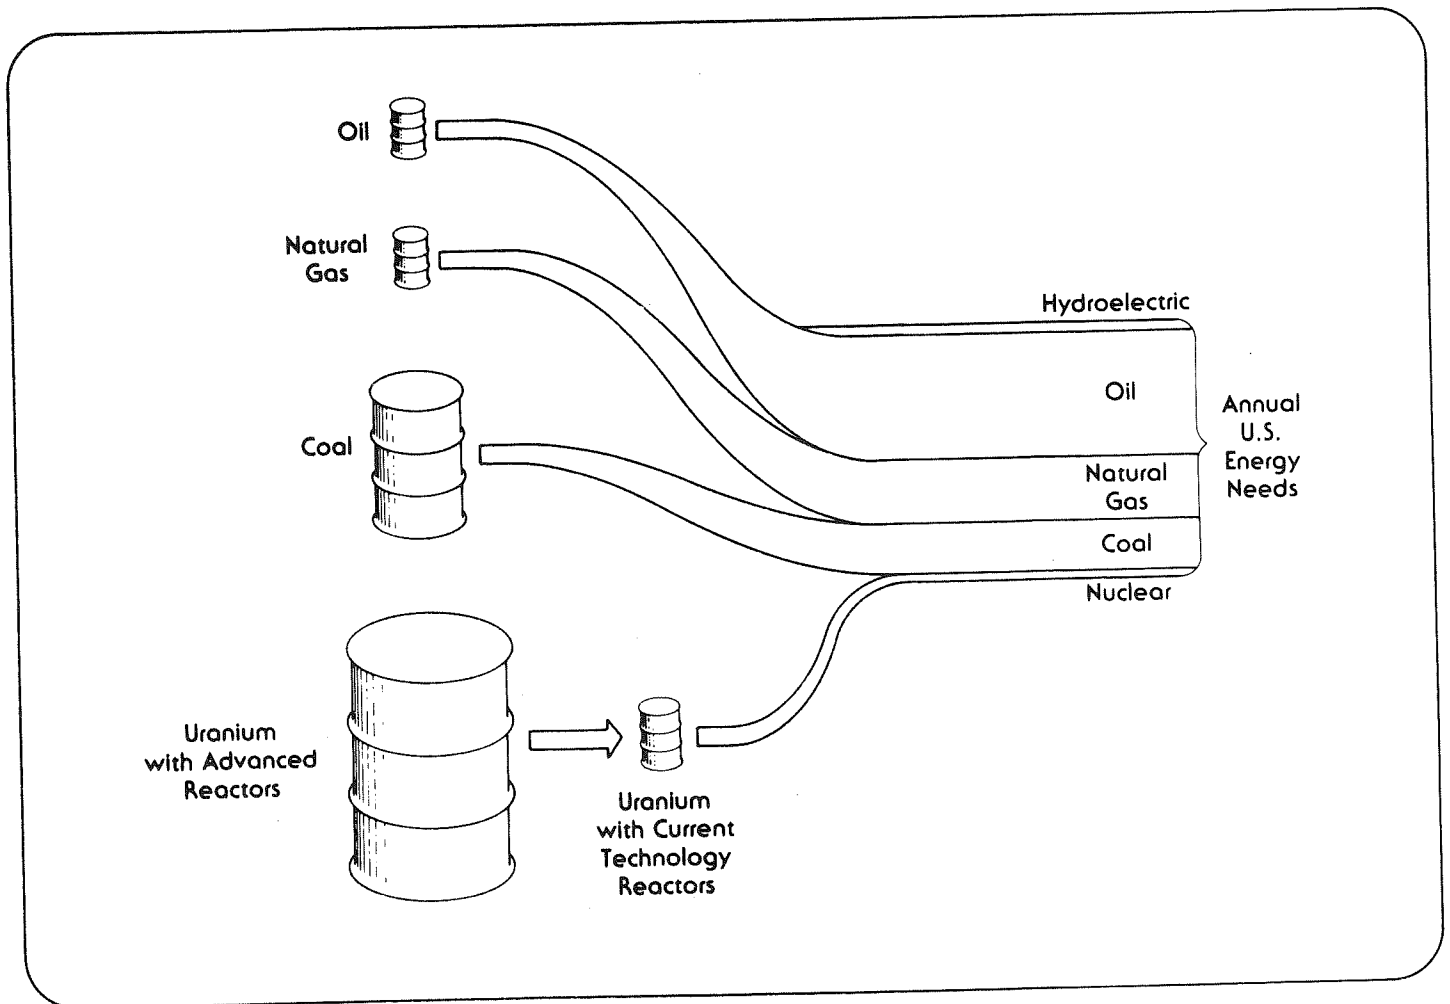 Oil
Natural
Gas
Coal
Uranium
with Advanced
Reactors
Uranium
with Current
Technology
Reactors
Hydroelectric
Oil
Natural
Gas
Coal
Nuclear
Annual
U.S.
Energy
Needs